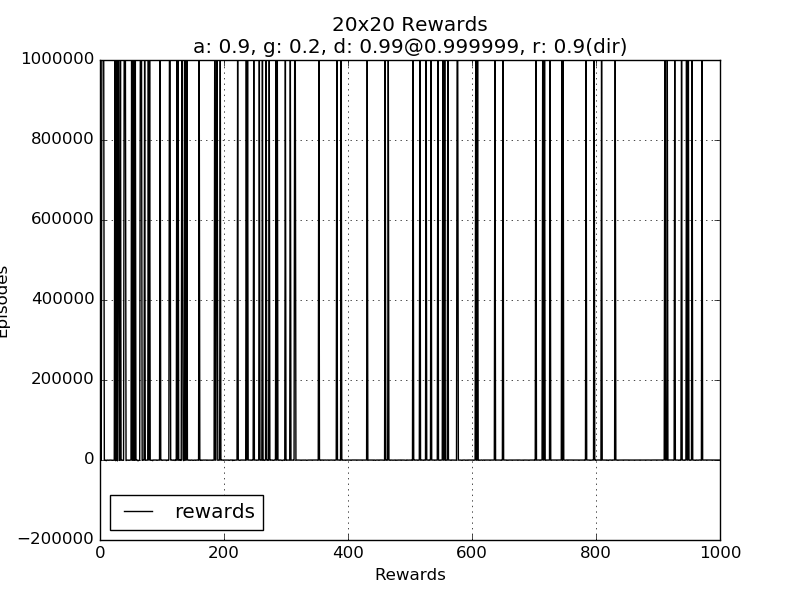 20x20 Rewards
a: 0.9, g: 0.2, d: 0.99@0.999999, r: 0.9(dir)
1000000
800000
600000
400000
200000
0
−200000
Episodes
rewards
0 200 400 600 800 1000
Rewards